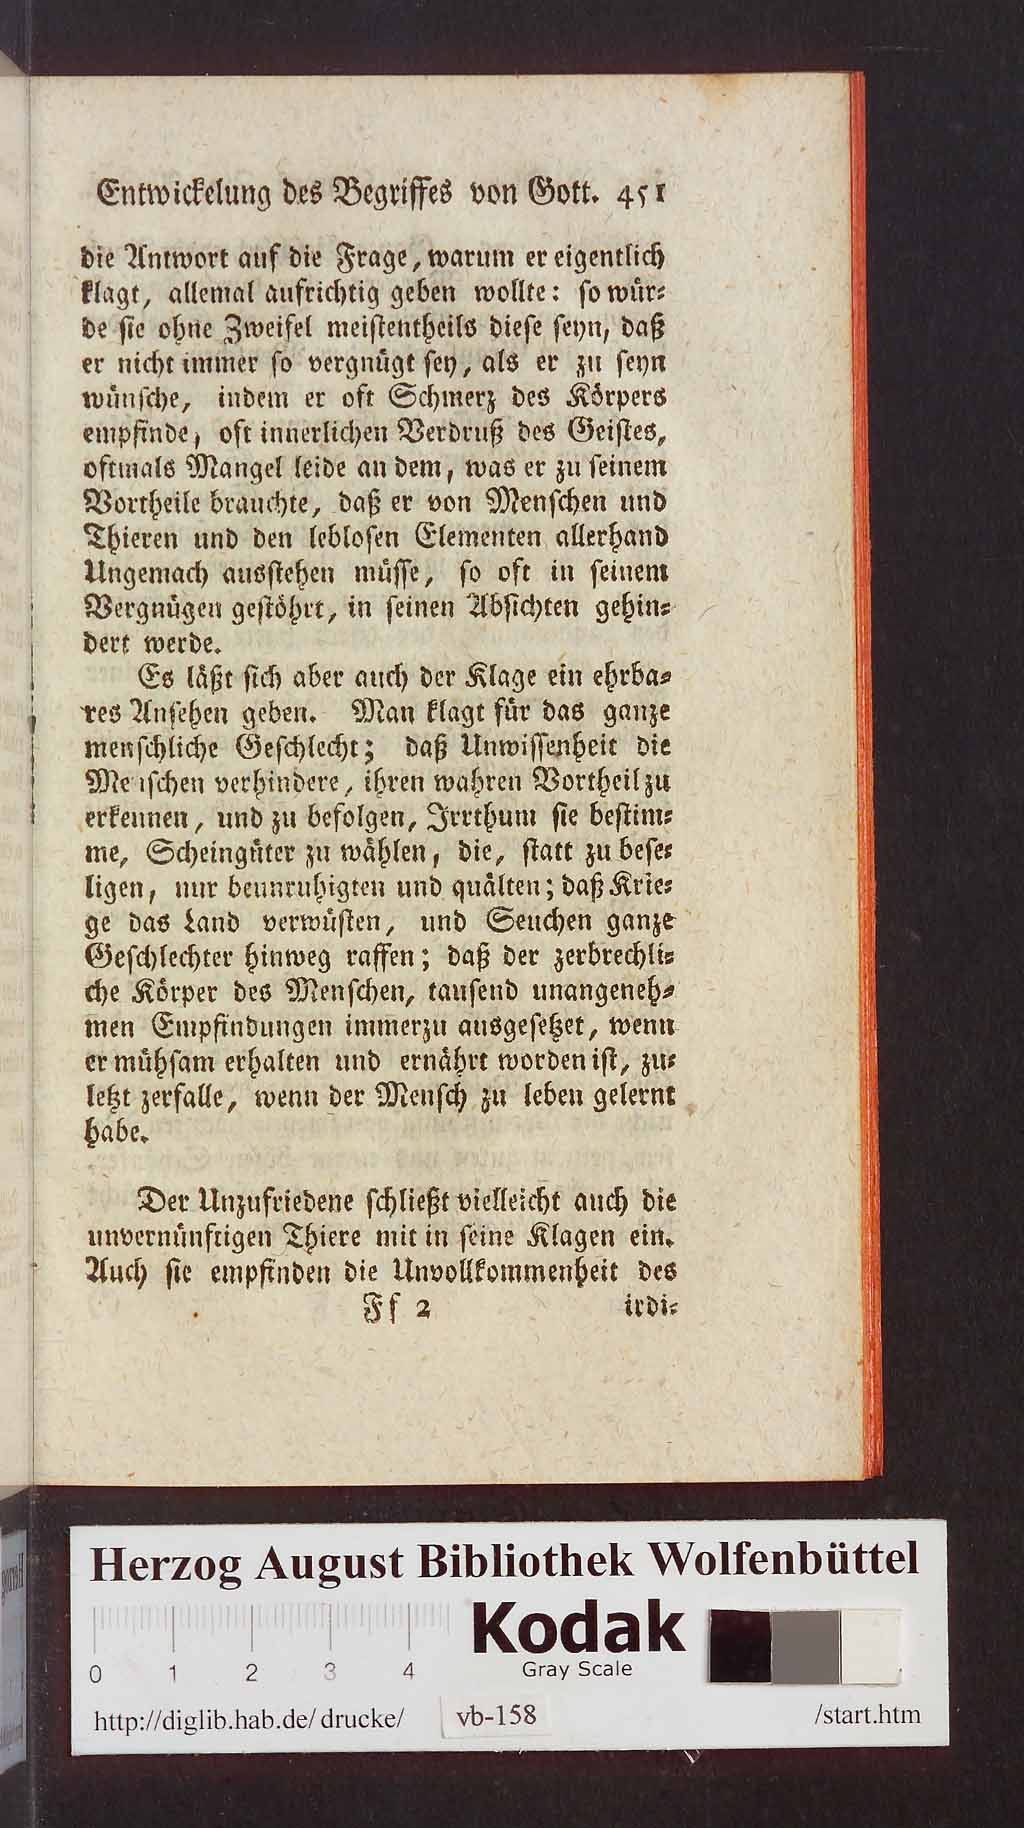 Entwickelung des Begriffes von Gott. 451
die Antwort auf die Frage, warum er eigentlich
klagt, allemal aufrichtig geben wollte: so wür-
de sie ohne Zweifel meistentheils diese seyn, daß
er nicht immer so vergnügt sey, als er zu seyn
wünsche, indem er oft Schmerz des Körpers
empfinde, oft innerlichen Verdruß des Geistes,
oftmals Mangel leide an dem, was er zu seinem
Vortheile brauchte, daß er von Menschen und
Thieren und den leblosen Elementen allerhand
Ungemach ausstehen müsse, so oft in seinem
Vergnügen gestöhrt, in seinen Absichten gehin-
dert werde.
Es läßt sich aber auch der Klage ein ehrba-
res Ansehen geben. Man klagt für das ganze
menschliche Geschlecht; daß Unwissenheit die
Menschen verhindere, ihren wahren Vortheil zu
erkennen, und zu befolgen, Irrthum sie bestim-
me, Scheingüter zu wählen, die, statt zu bese-
ligen, nur beunruhigten und quälten; daß Krie-
ge das Land verwüsten, und Seuchen ganze
Geschlechter hinweg raffen; daß der zerbrechli-
che Körper des Menschen, tausend unangeneh-
men Empfindungen immerzu ausgesetzet, wenn
er mühsam erhalten und ernährt worden ist, zu-
letzt zerfalle, wenn der Mensch zu leben gelernt
habe.
Der Unzufriedene schließt vielleicht auch die
unvernünftigen Thiere mit in seine Klagen ein.
Auch sie empfinden die Unvollkommenheit des
Ff 2 irdi-
Herzog August Bibliothek Wolfenbüttel
Kodak
Gray Scale
0 1 2 3 4
http://diglib.hab.de/drucke/ vb-158 /start.htm